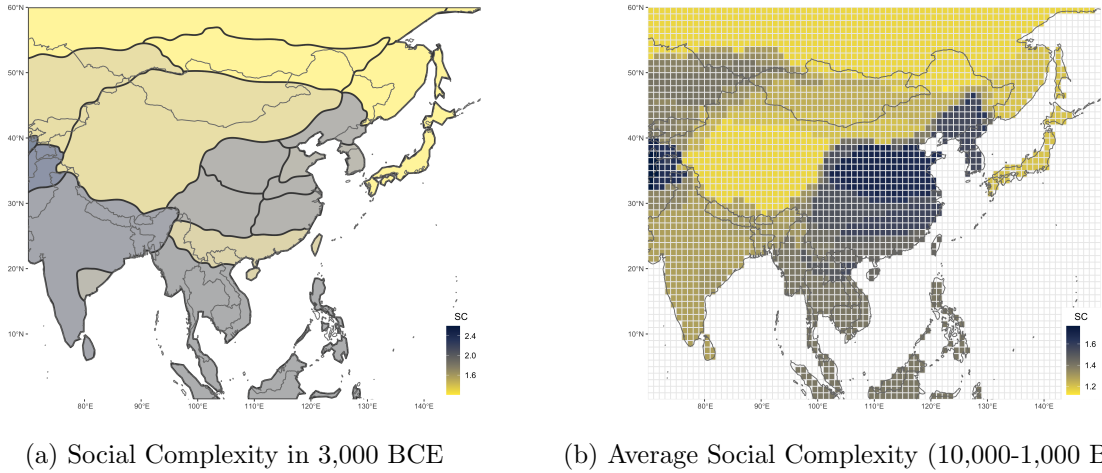 60°N
50°N
40°N
30°N
20°N
10°N
80°E 90°E 100°E 110°E 120°E 130°E 140°E
SC
2.4
2.0
1.6
60°N
50°N
40°N
30°N
20°N
10°N
80°E 90°E 100°E 110°E 120°E 130°E 140°E
SC
1.6
1.4
1.2
(a) Social Complexity in 3,000 BCE
(b) Average Social Complexity (10,000-1,000 B